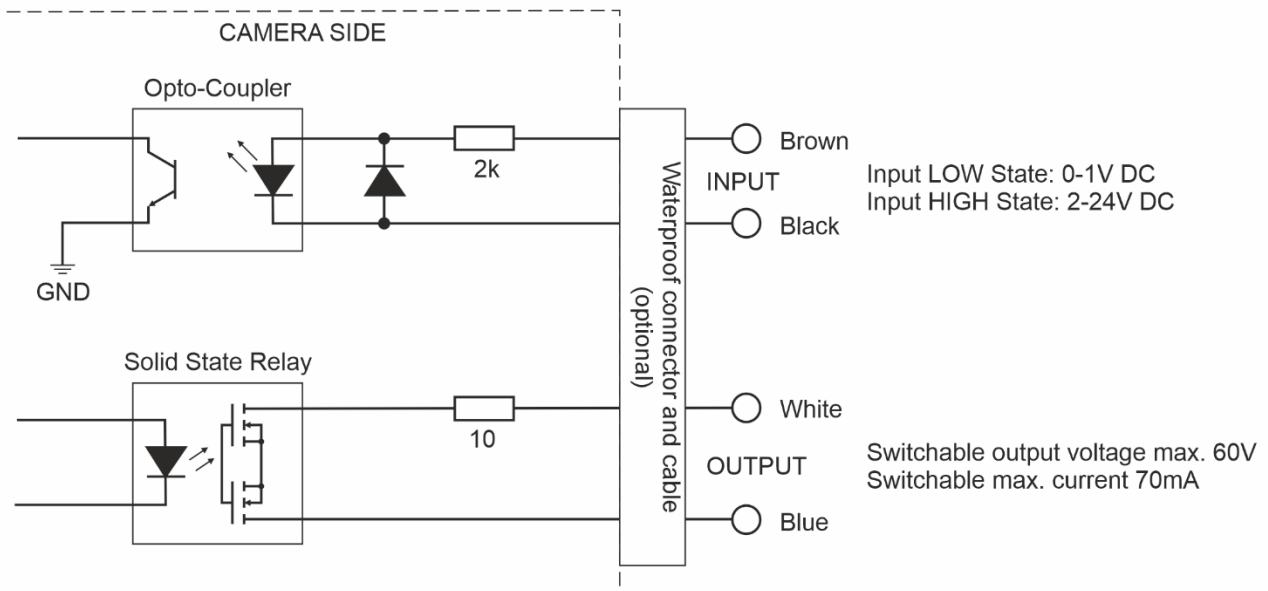 CAMERA SIDE
Opto-Coupler
2k
Brown
INPUT
Input LOW State: 0-1V DC
Input HIGH State: 2-24V DC
Black
GND
Waterproof connector and cable
(optional)
Solid State Relay
10
White
OUTPUT
Switchable output voltage max. 60V
Switchable max. current 70mA
Blue